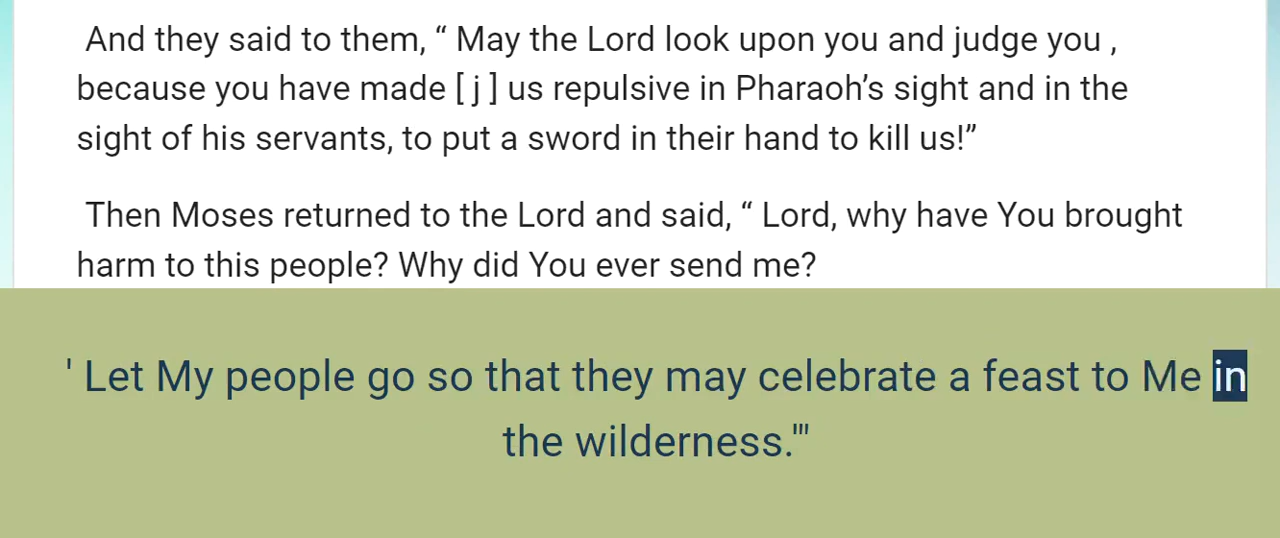 And they said to them, “ May the Lord look upon you and judge you ,
because you have made [ j ] us repulsive in Pharaoh’s sight and in the
sight of his servants, to put a sword in their hand to kill us!”
Then Moses returned to the Lord and said, “ Lord, why have You brought
harm to this people? Why did You ever send me?
' Let My people go so that they may celebrate a feast to Me in
the wilderness.'"